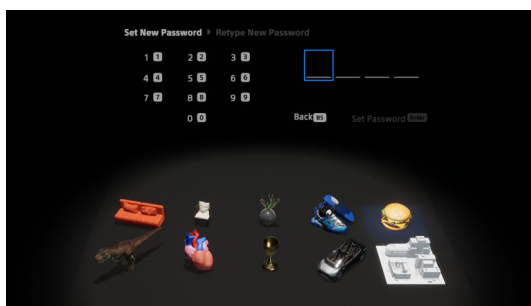 Set New Password ▸ Retype New Password
1 1 2 2 3 3
4 4 5 5 6 6
7 7 8 8 9 9
0 0
Back BS Set Password Enter